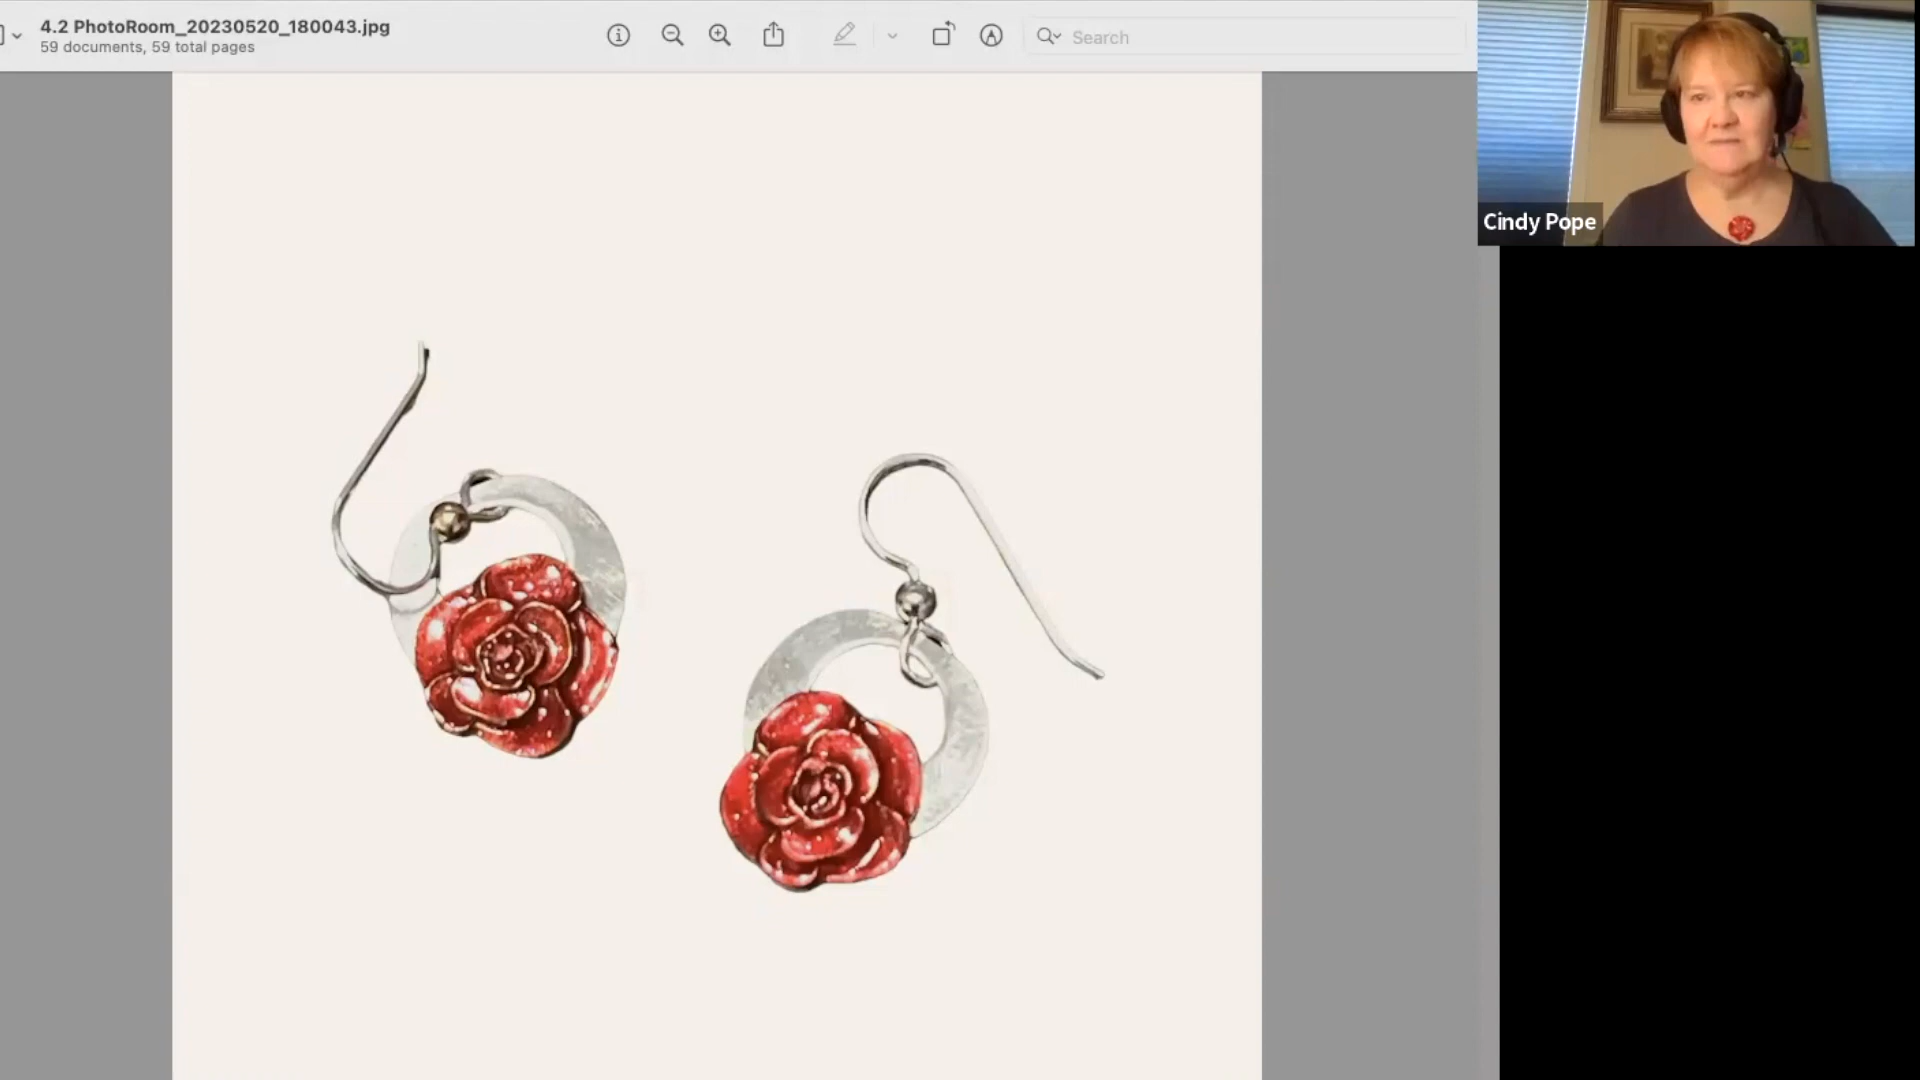 4.2 PhotoRoom_20230520_180043.jpg
59 documents, 59 total pages
Search
Cindy Pope